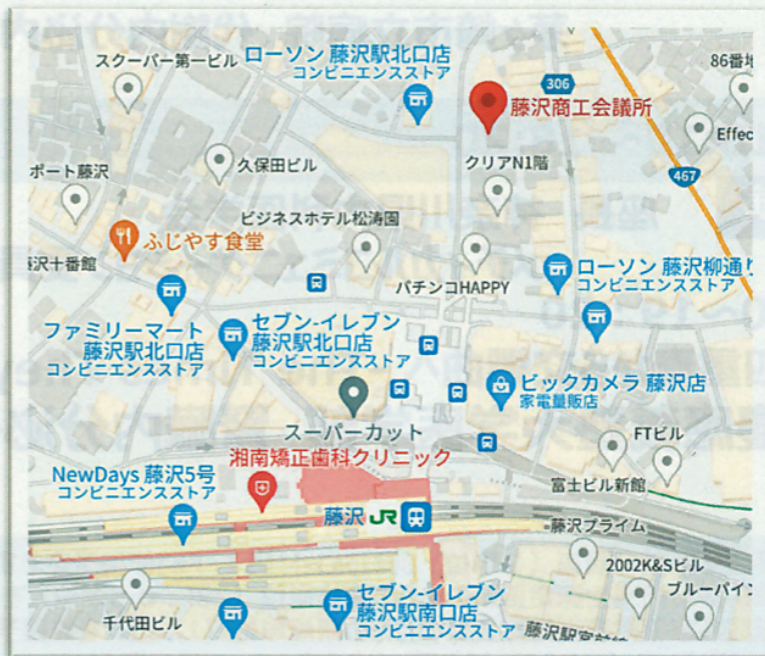 ローソン 藤沢駅北口店
コンビニエンスストア
スクーパー第一ビル
306
藤沢商工会議所
86番地
Effec
ポート藤沢
久保田ビル
クリアN1階
467
ビジネスホテル松涛園
ふじやす食堂
藤沢十番館
パチンコHAPPY
ローソン 藤沢柳通り
コンビニエンスストア
ファミリーマート
藤沢駅北口店
コンビニエンスストア
セブン-イレブン
藤沢駅北口店
コンビニエンスストア
ビックカメラ 藤沢店
家電量販店
スーパーカット
FTビル
湘南矯正歯科クリニック
NewDays 藤沢5号
コンビニエンスストア
富士ビル新館
藤沢 JR
藤沢プライム
2002K&Sビル
ブルーパイン
セブン-イレブン
藤沢駅南口店
コンビニエンスストア
千代田ビル